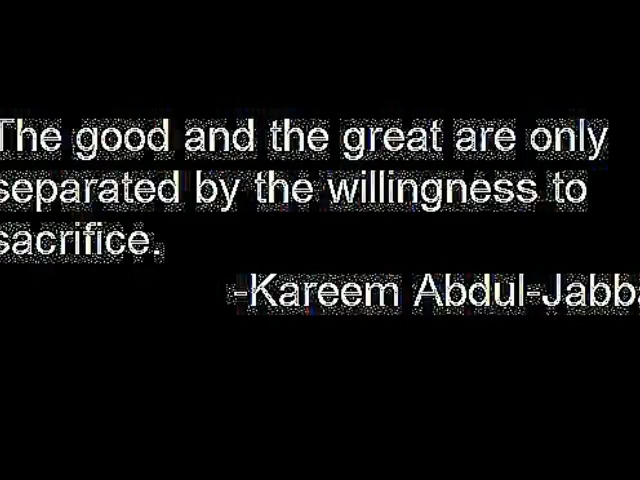 The good and the great are only
separated by the willingness to
sacrifice.
-Kareem Abdul-Jabba